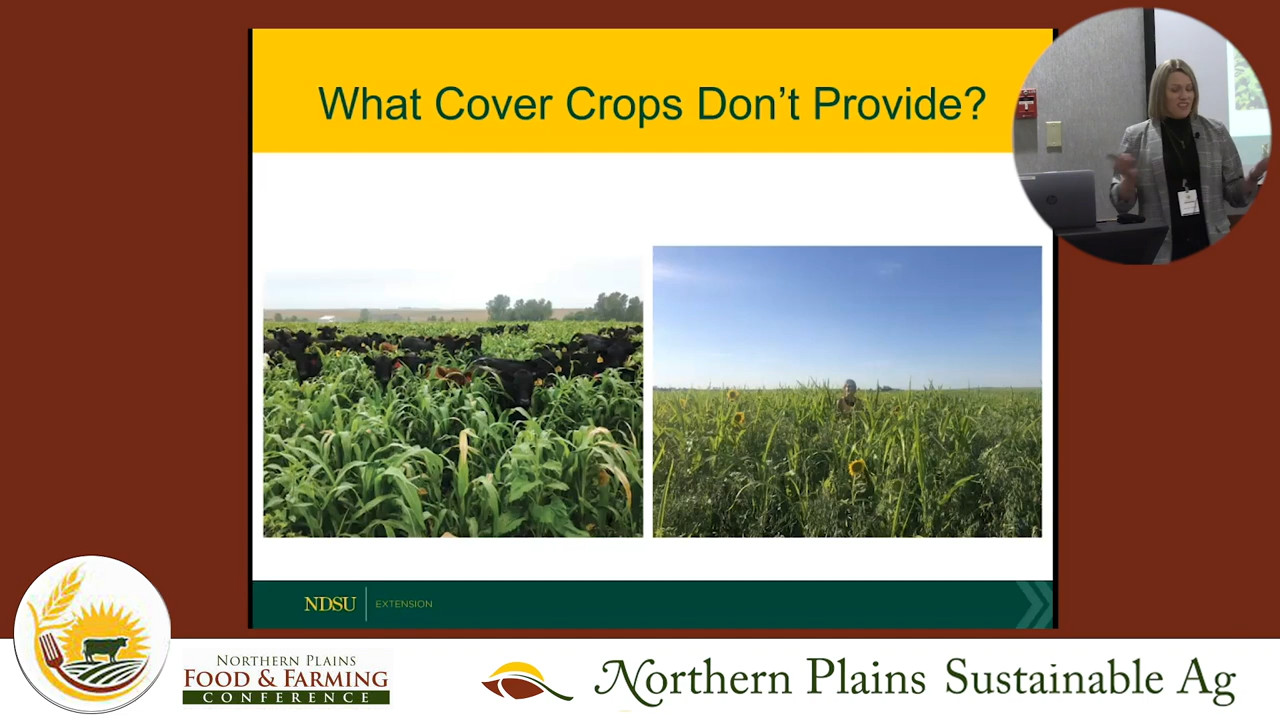 What Cover Crops Don't Provide?
NDSU
EXTENSION
NORTHERN PLAINS
FOOD & FARMING
CONFERENCE
Northern Plains Sustainable Ag